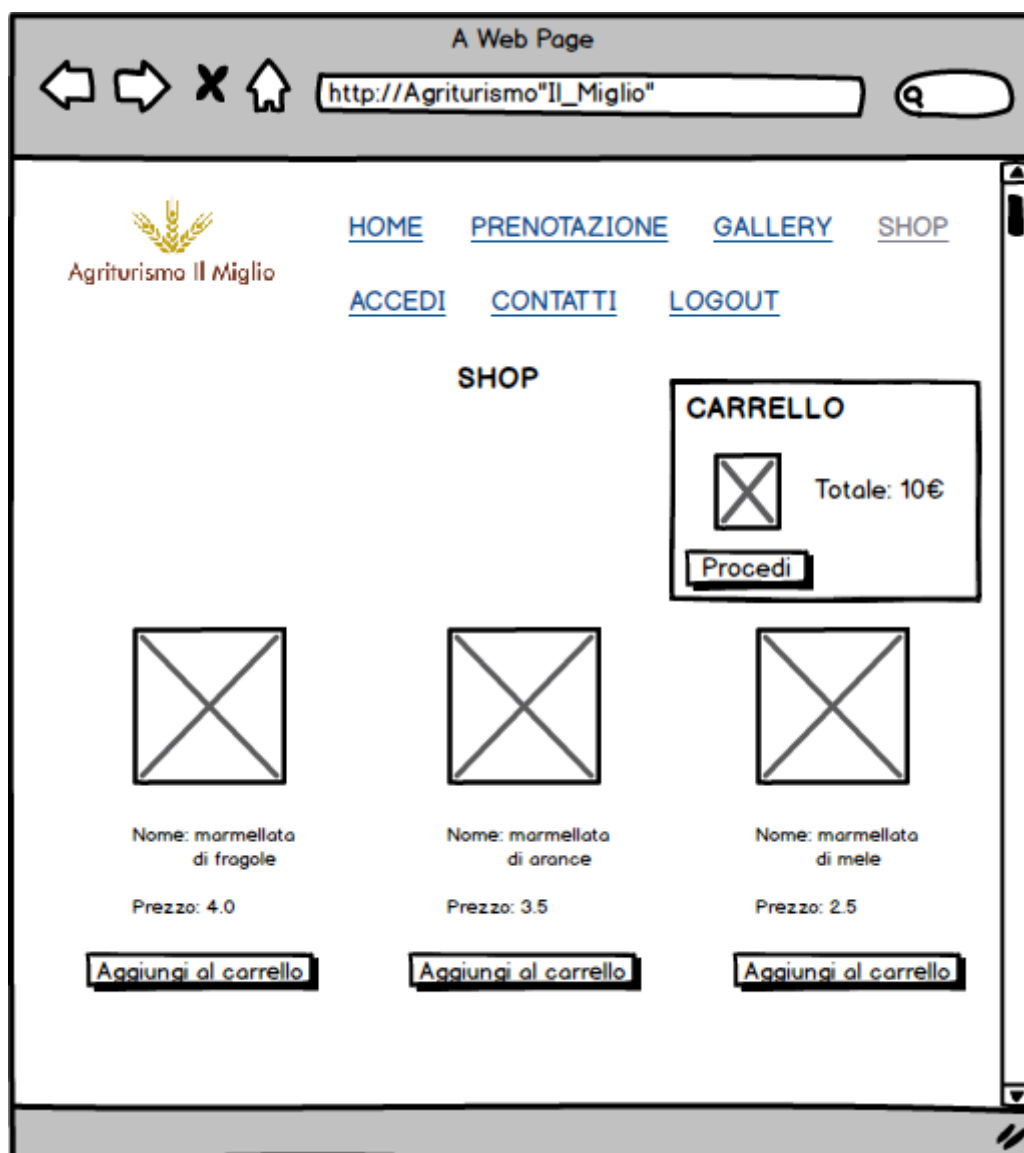 A Web Page
http://Agriturismo"Il_Miglio"
Agriturismo Il Miglio
HOME PRENOTAZIONE GALLERY SHOP
ACCEDI CONTATTI LOGOUT
SHOP
CARRELLO
Totale: 10€
Procedi
Nome: marmellata
di fragole
Prezzo: 4.0
Aggiungi al carrello
Nome: marmellata
di arance
Prezzo: 3.5
Aggiungi al carrello
Nome: marmellata
di mele
Prezzo: 2.5
Aggiungi al carrello